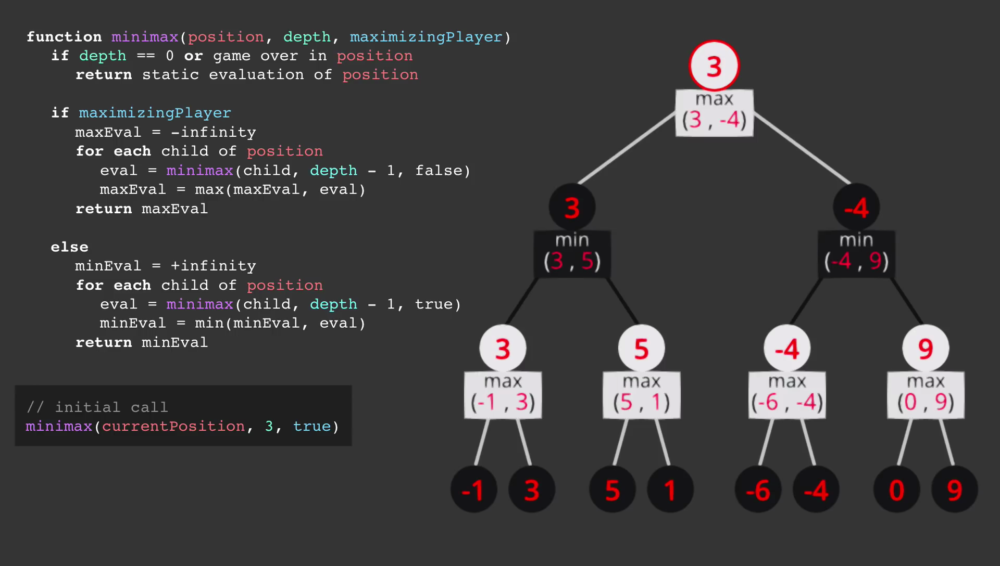 function minimax(position, depth, maximizingPlayer)
if depth == 0 or game over in position
return static evaluation of position
if maximizingPlayer
maxEval = -infinity
for each child of position
eval = minimax(child, depth - 1, false)
maxEval = max(maxEval, eval)
return maxEval
else
minEval = +infinity
for each child of position
eval = minimax(child, depth - 1, true)
minEval = min(minEval, eval)
return minEval
// initial call
minimax(currentPosition, 3, true)
3
max
(3 , -4)
3
-4
min
(3 , 5)
min
(-4 , 9)
3
5
-4
9
max
(-1 , 3)
max
(5 , 1)
max
(-6 , -4)
max
(0 , 9)
-1
3
5
1
-6
-4
0
9